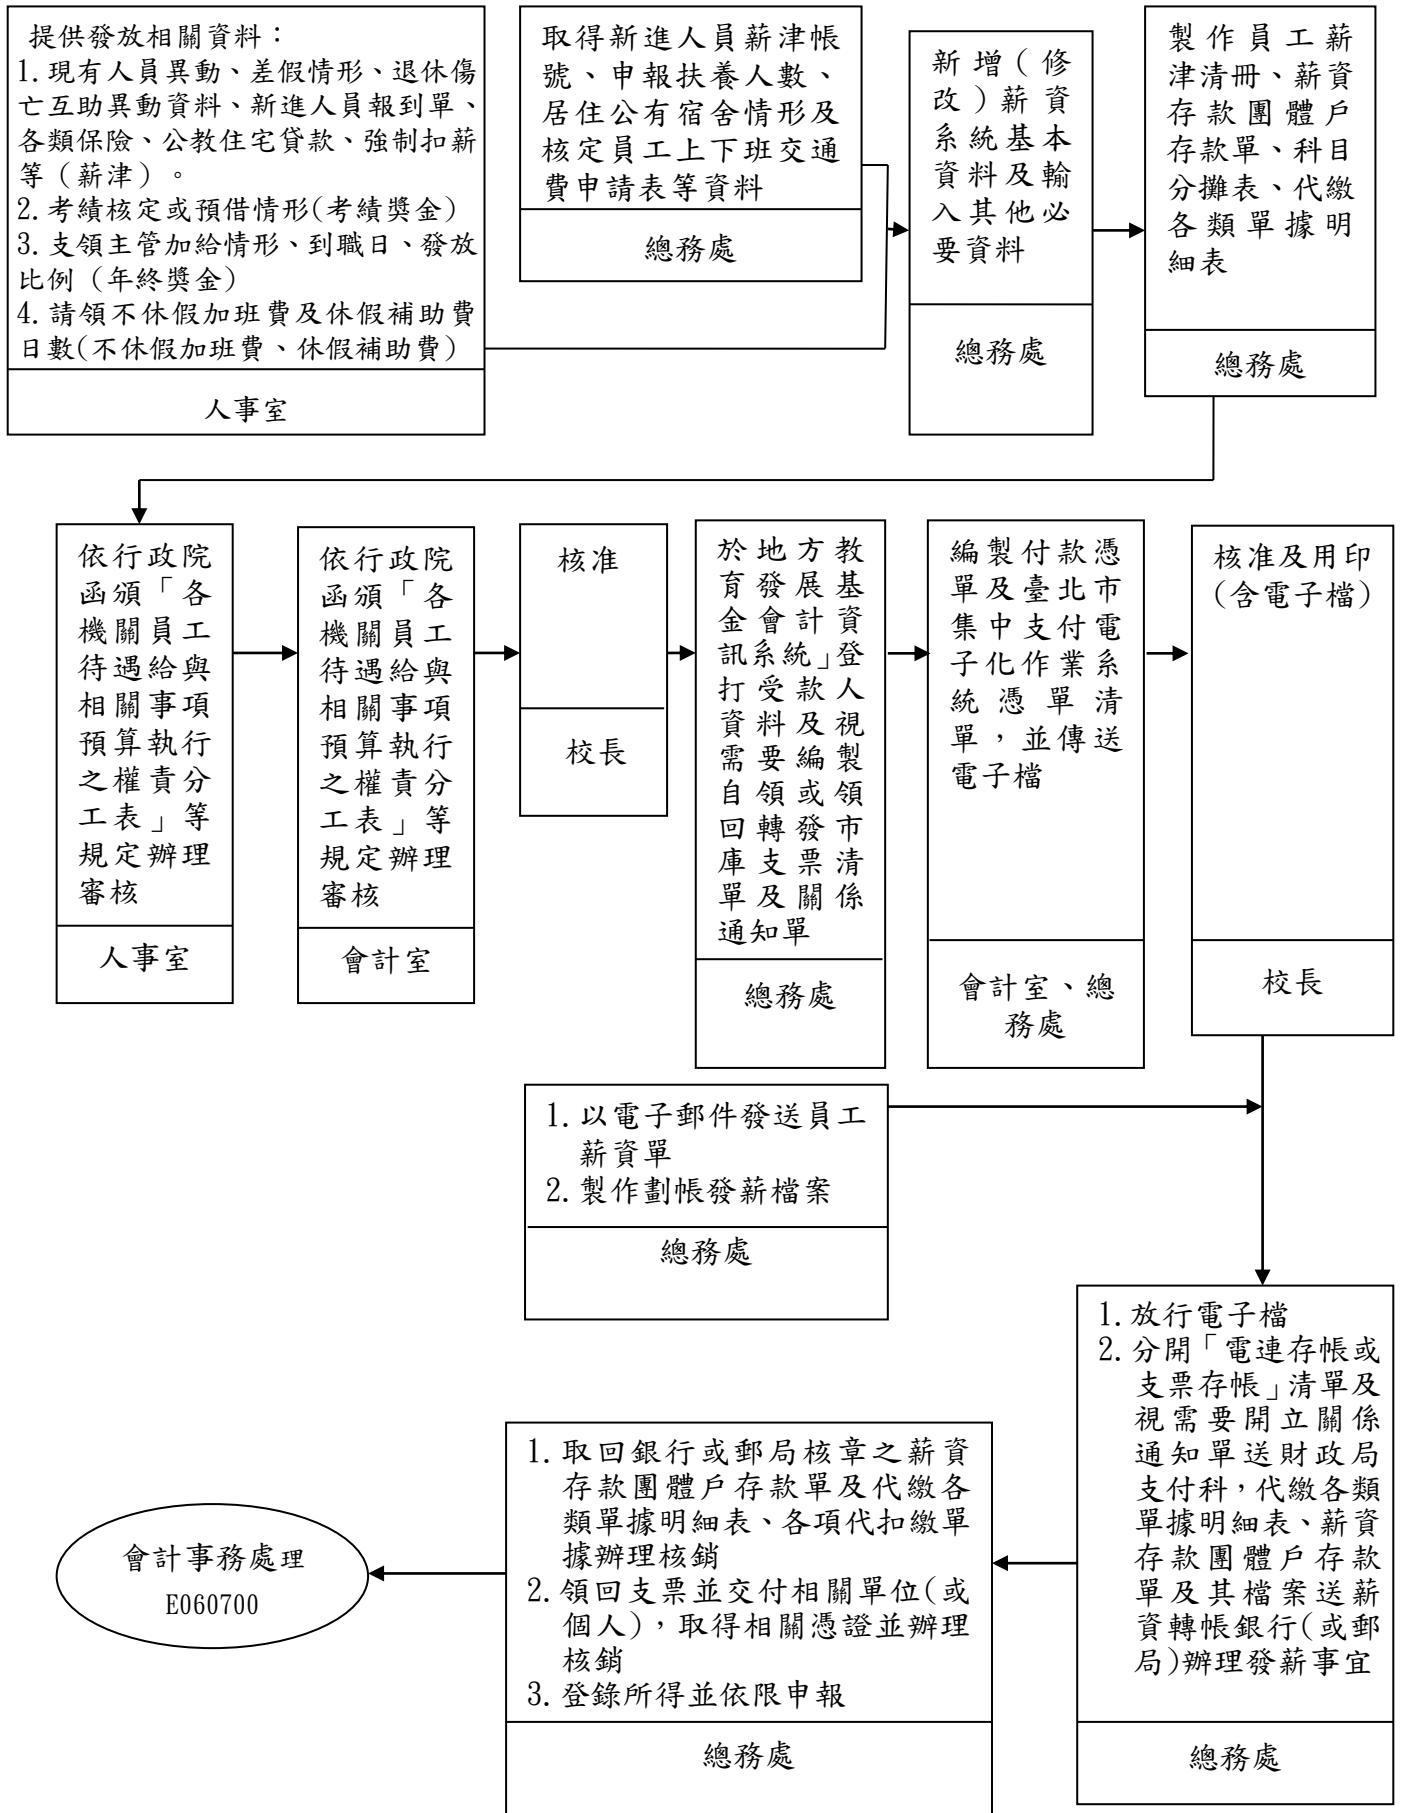 提供發放相關資料：
1.現有人員異動、差假情形、退休傷
亡互助異動資料、新進人員報到單、
各類保險、公教住宅貸款、強制扣薪
等（薪津）。
2.考績核定或預借情形(考績獎金)
3.支領主管加給情形、到職日、發放
比例（年終獎金）
4.請領不休假加班費及休假補助費
日數(不休假加班費、休假補助費)
人事室
取得新進人員薪津帳
號、申報扶養人數、
居住公有宿舍情形及
核定員工上下班交通
費申請表等資料
總務處
新增（修
改）薪資
系統基本
資料及輸
入其他必
要資料
總務處
製作員工薪
津清冊、薪資
存款團體戶
存款單、科目
分攤表、代繳
各類單據明
細表
總務處
依行政院
函頒「各
機關員工
待遇給與
相關事項
預算執行
之權責分
工表」等
規定辦理
審核
人事室
依行政院
函頒「各
機關員工
待遇給與
相關事項
預算執行
之權責分
工表」等
規定辦理
審核
會計室
核准
校長
於地方教
育發展基
金會計資
訊系統」登
打受款人
資料及視
需要編製
自領或領
回轉發市
庫支票清
單及關係
通知單
總務處
編製付款憑
單及臺北市
集中支付電
子化作業系
統憑單清
單，並傳送
電子檔
會計室、總
務處
核准及用印
(含電子檔)
校長
1.以電子郵件發送員工
薪資單
2.製作劃帳發薪檔案
總務處
1.放行電子檔
2.分開「電連存帳或
支票存帳」清單及
視需要開立關係
通知單送財政局
支付科，代繳各類
單據明細表、薪資
存款團體戶存款
單及其檔案送薪
資轉帳銀行(或郵
局)辦理發薪事宜
總務處
1.取回銀行或郵局核章之薪資
存款團體戶存款單及代繳各
類單據明細表、各項代扣繳單
據辦理核銷
2.領回支票並交付相關單位(或
個人)，取得相關憑證並辦理
核銷
3.登錄所得並依限申報
總務處
會計事務處理
E060700